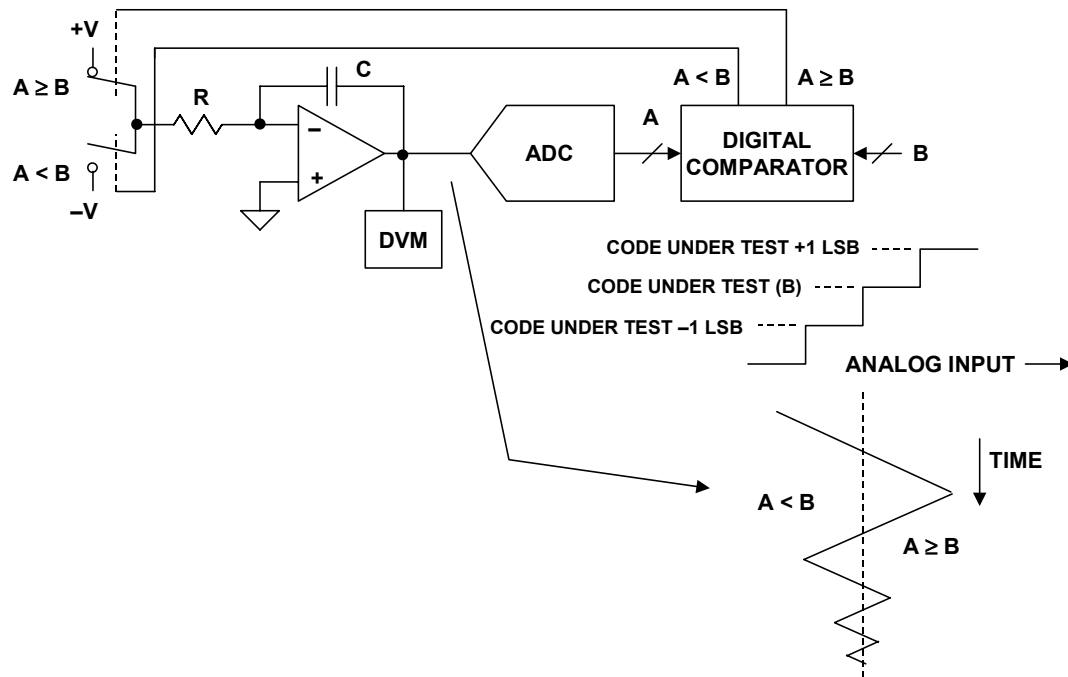 +V
A ≥ B
R
C
A < B
–V
–
+
DVM
ADC
A
A < B
A ≥ B
DIGITAL
COMPARATOR
B
CODE UNDER TEST +1 LSB
CODE UNDER TEST (B)
CODE UNDER TEST –1 LSB
ANALOG INPUT
TIME
A < B
A ≥ B